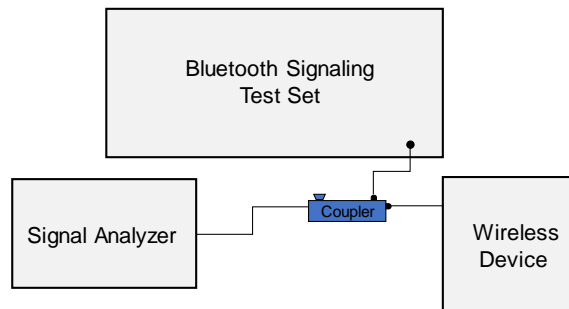 Bluetooth Signaling
Test Set
Coupler
Signal Analyzer
Wireless
Device